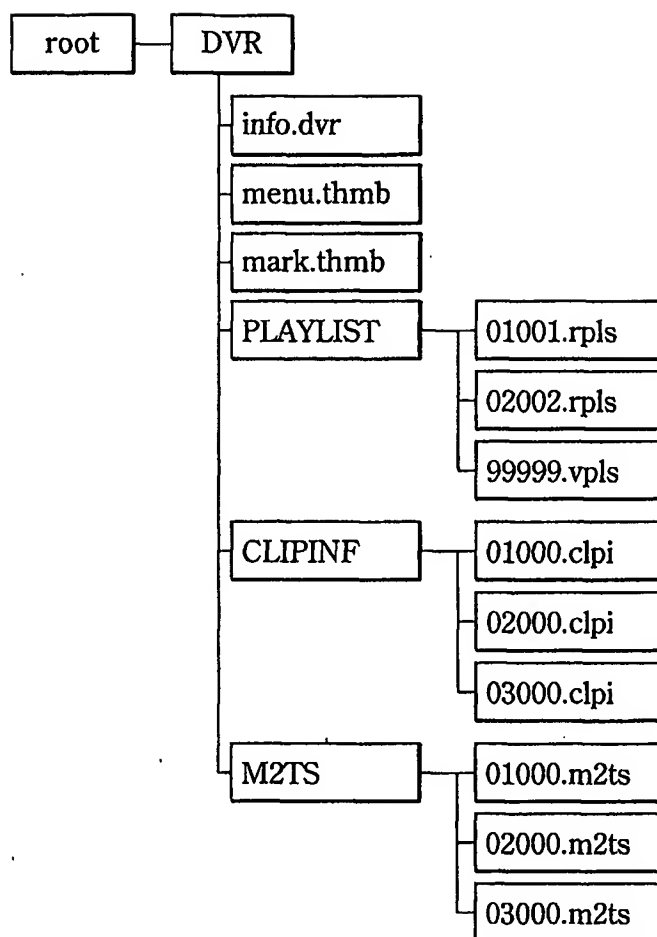 root
DVR
info.dvr
menu.thmb
mark.thmb
PLAYLIST
01001.rpls
02002.rpls
99999.vpls
CLIPINF
01000.clpi
02000.clpi
03000.clpi
M2TS
01000.m2ts
02000.m2ts
03000.m2ts